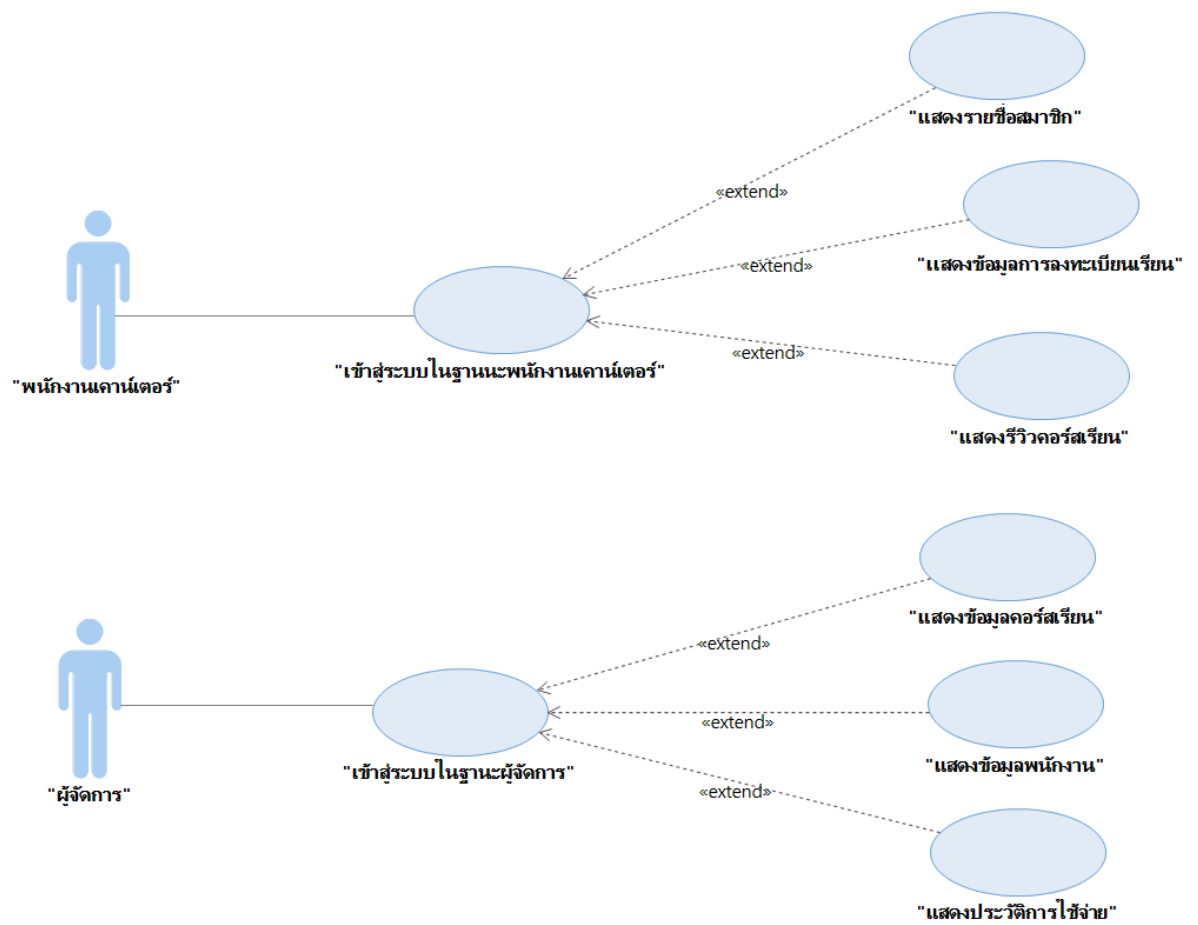 "แสดงรายชื่อสมาชิก"
«extend»
"แสดงข้อมูลการลงทะเบียนเรียน"
«extend»
«extend»
"พนักงานเคาน์เตอร์"
"เข้าสู่ระบบในฐานนะพนักงานเคาน์เตอร์"
"แสดงรีวิวคอร์สเรียน"
"แสดงข้อมูลคอร์สเรียน"
«extend»
«extend»
"เข้าสู่ระบบในฐานะผู้จัดการ"
"แสดงข้อมูลพนักงาน"
"ผู้จัดการ"
«extend»
"แสดงประวัติการใช้จ่าย"